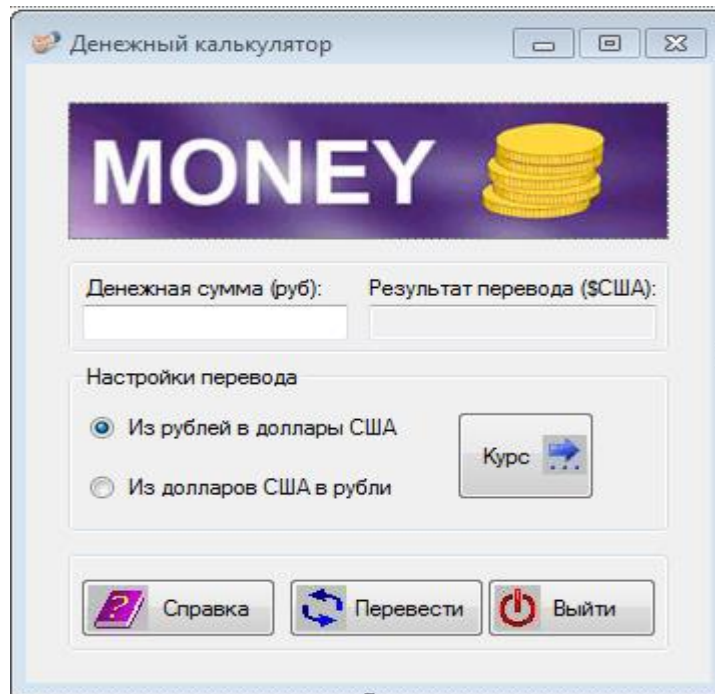 Денежный калькулятор
MONEY
Денежная сумма (руб): Результат перевода ($США):
Настройки перевода
Из рублей в доллары США
Курс
Из долларов США в рубли
Справка Перевести Выйти